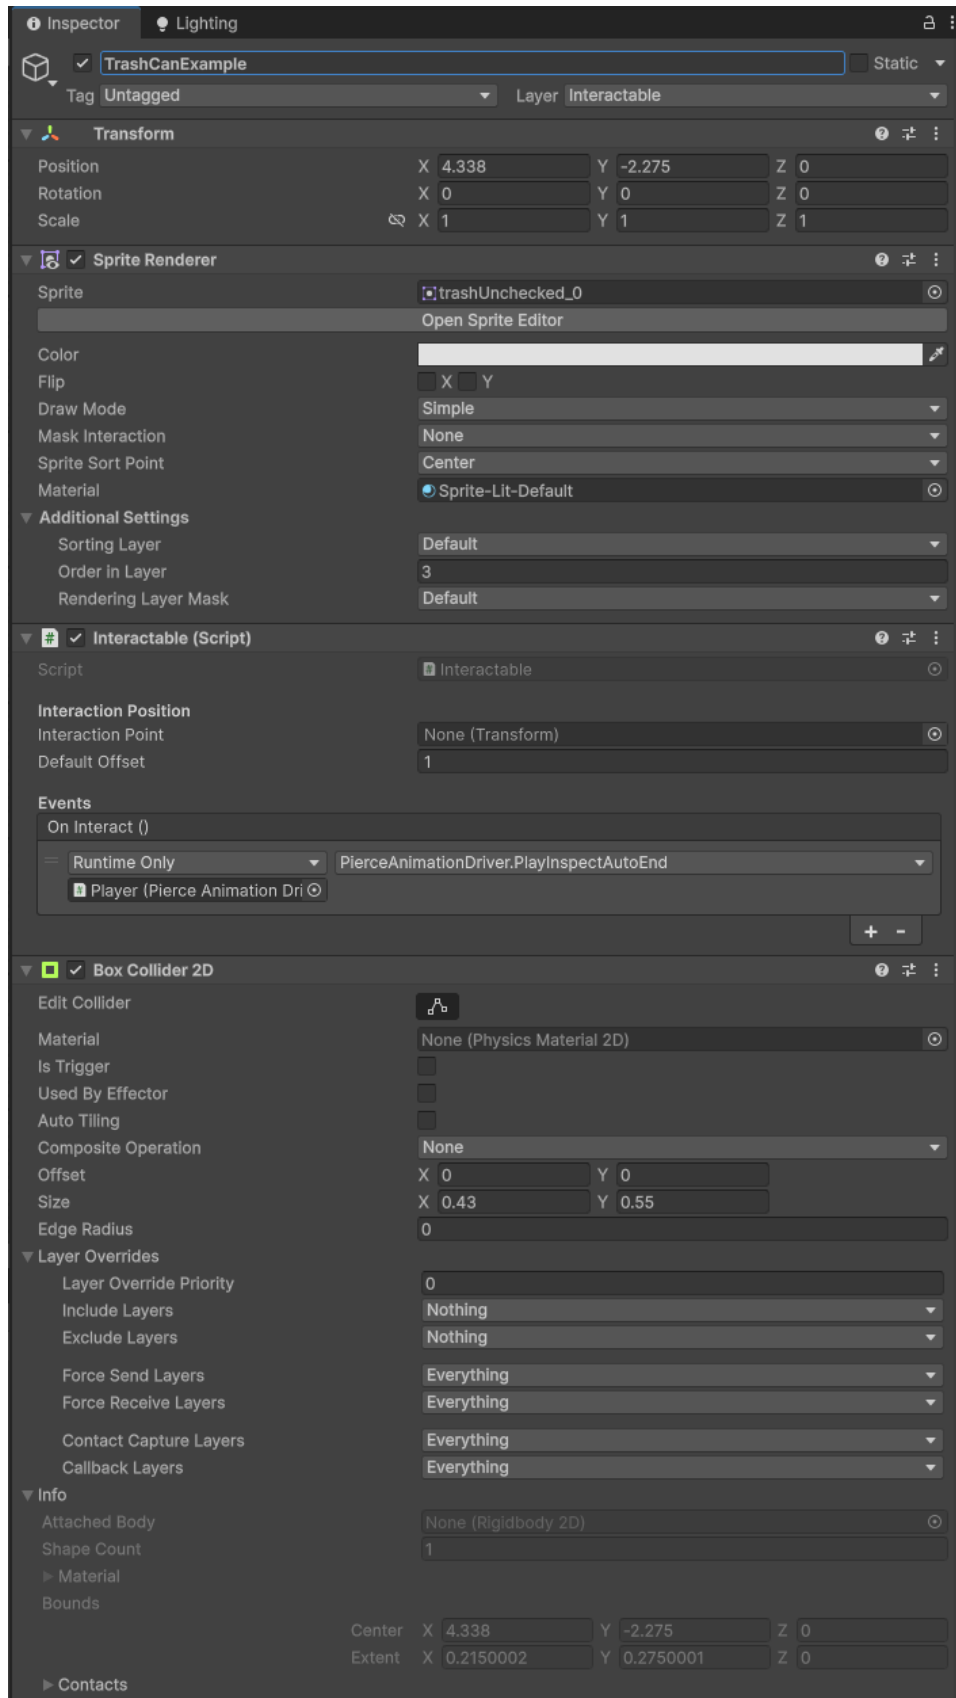 Inspector Lighting
TrashCanExample Static
Tag Untagged Layer Interactable
Transform
Position X 4.338 Y -2.275 Z 0
Rotation X 0 Y 0 Z 0
Scale X 1 Y 1 Z 1
Sprite Renderer
Sprite trashUnchecked_0
Open Sprite Editor
Color
Flip X Y
Draw Mode Simple
Mask Interaction None
Sprite Sort Point Center
Material Sprite-Lit-Default
Additional Settings
Sorting Layer Default
Order in Layer 3
Rendering Layer Mask Default
Interactable (Script)
Script Interactable
Interaction Position
Interaction Point None (Transform)
Default Offset 1
Events
On Interact ()
Runtime Only PierceAnimationDriver.PlayInspectAutoEnd
Player (Pierce Animation Dri
+ -
Box Collider 2D
Edit Collider
Material None (Physics Material 2D)
Is Trigger
Used By Effector
Auto Tiling
Composite Operation None
Offset X 0 Y 0
Size X 0.43 Y 0.55
Edge Radius 0
Layer Overrides
Layer Override Priority 0
Include Layers Nothing
Exclude Layers Nothing
Force Send Layers Everything
Force Receive Layers Everything
Contact Capture Layers Everything
Callback Layers Everything
Info
Attached Body None (Rigidbody 2D)
Shape Count 1
Material
Bounds
Center X 4.338 Y -2.275 Z 0
Extent X 0.2150002 Y 0.2750001 Z 0
Contacts